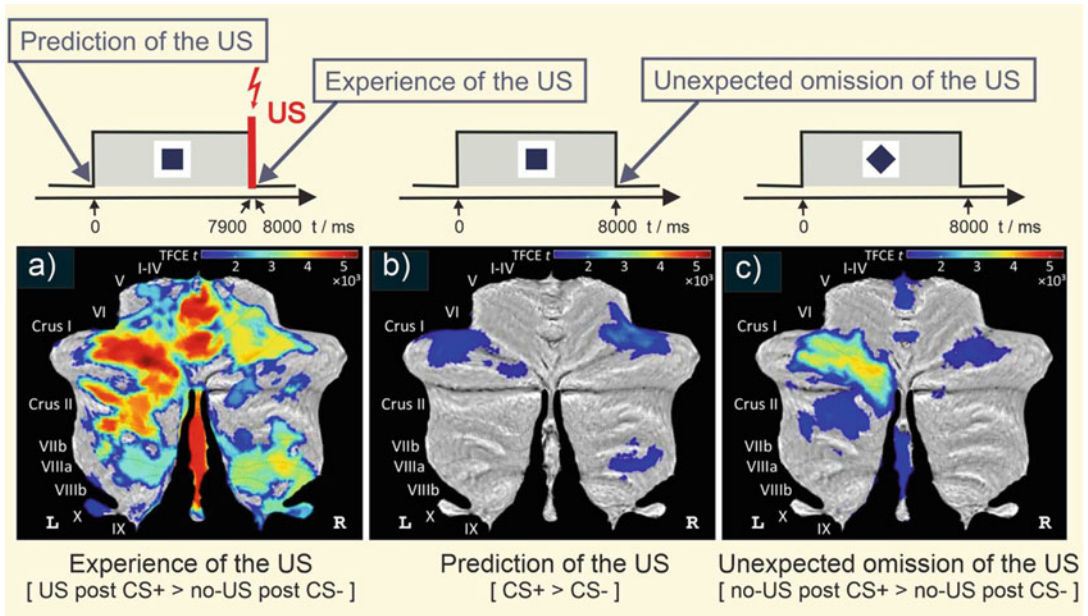 Prediction of the US
Experience of the US
Unexpected omission of the US
US
0
7900
8000 t / ms
0
8000 t / ms
0
8000 t / ms
a)
TFCE t
2 3 4 5
×10³
I-IV
V
VI
Crus I
Crus II
VIIb
VIIIa
VIIIb
X
IX
L
R
b)
TFCE t
2 3 4 5
×10³
I-IV
V
VI
Crus I
Crus II
VIIb
VIIIa
VIIIb
X
IX
L
R
c)
TFCE t
2 3 4 5
×10³
I-IV
V
VI
Crus I
Crus II
VIIb
VIIIa
VIIIb
X
IX
L
R
Experience of the US
[ US post CS+ > no-US post CS- ]
Prediction of the US
[ CS+ > CS- ]
Unexpected omission of the US
[ no-US post CS+ > no-US post CS- ]